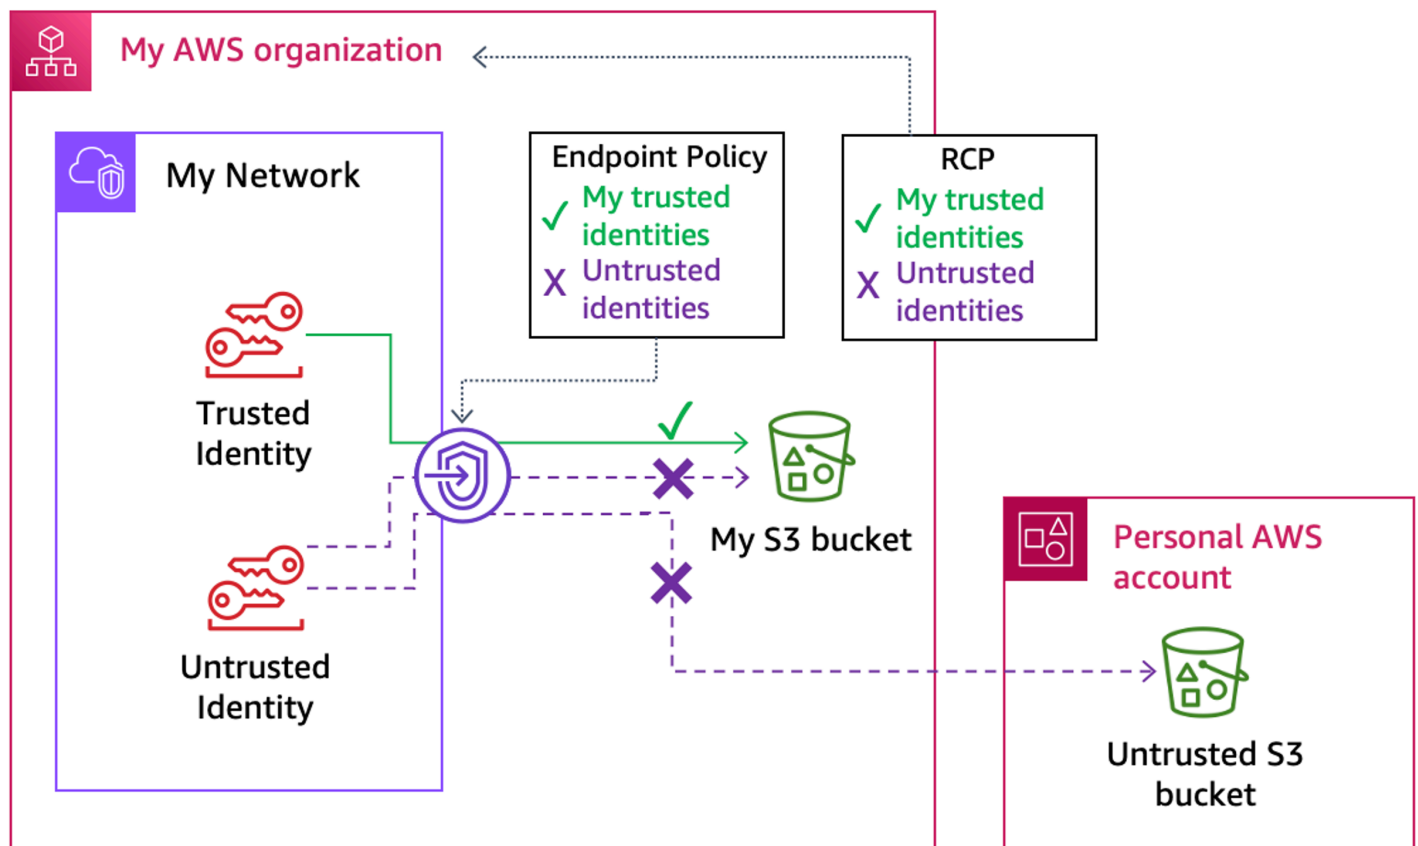 My AWS organization
My Network
Endpoint Policy
✓ My trusted
identities
X Untrusted
identities
RCP
✓ My trusted
identities
X Untrusted
identities
Trusted
Identity
Untrusted
Identity
My S3 bucket
Personal AWS
account
Untrusted S3
bucket